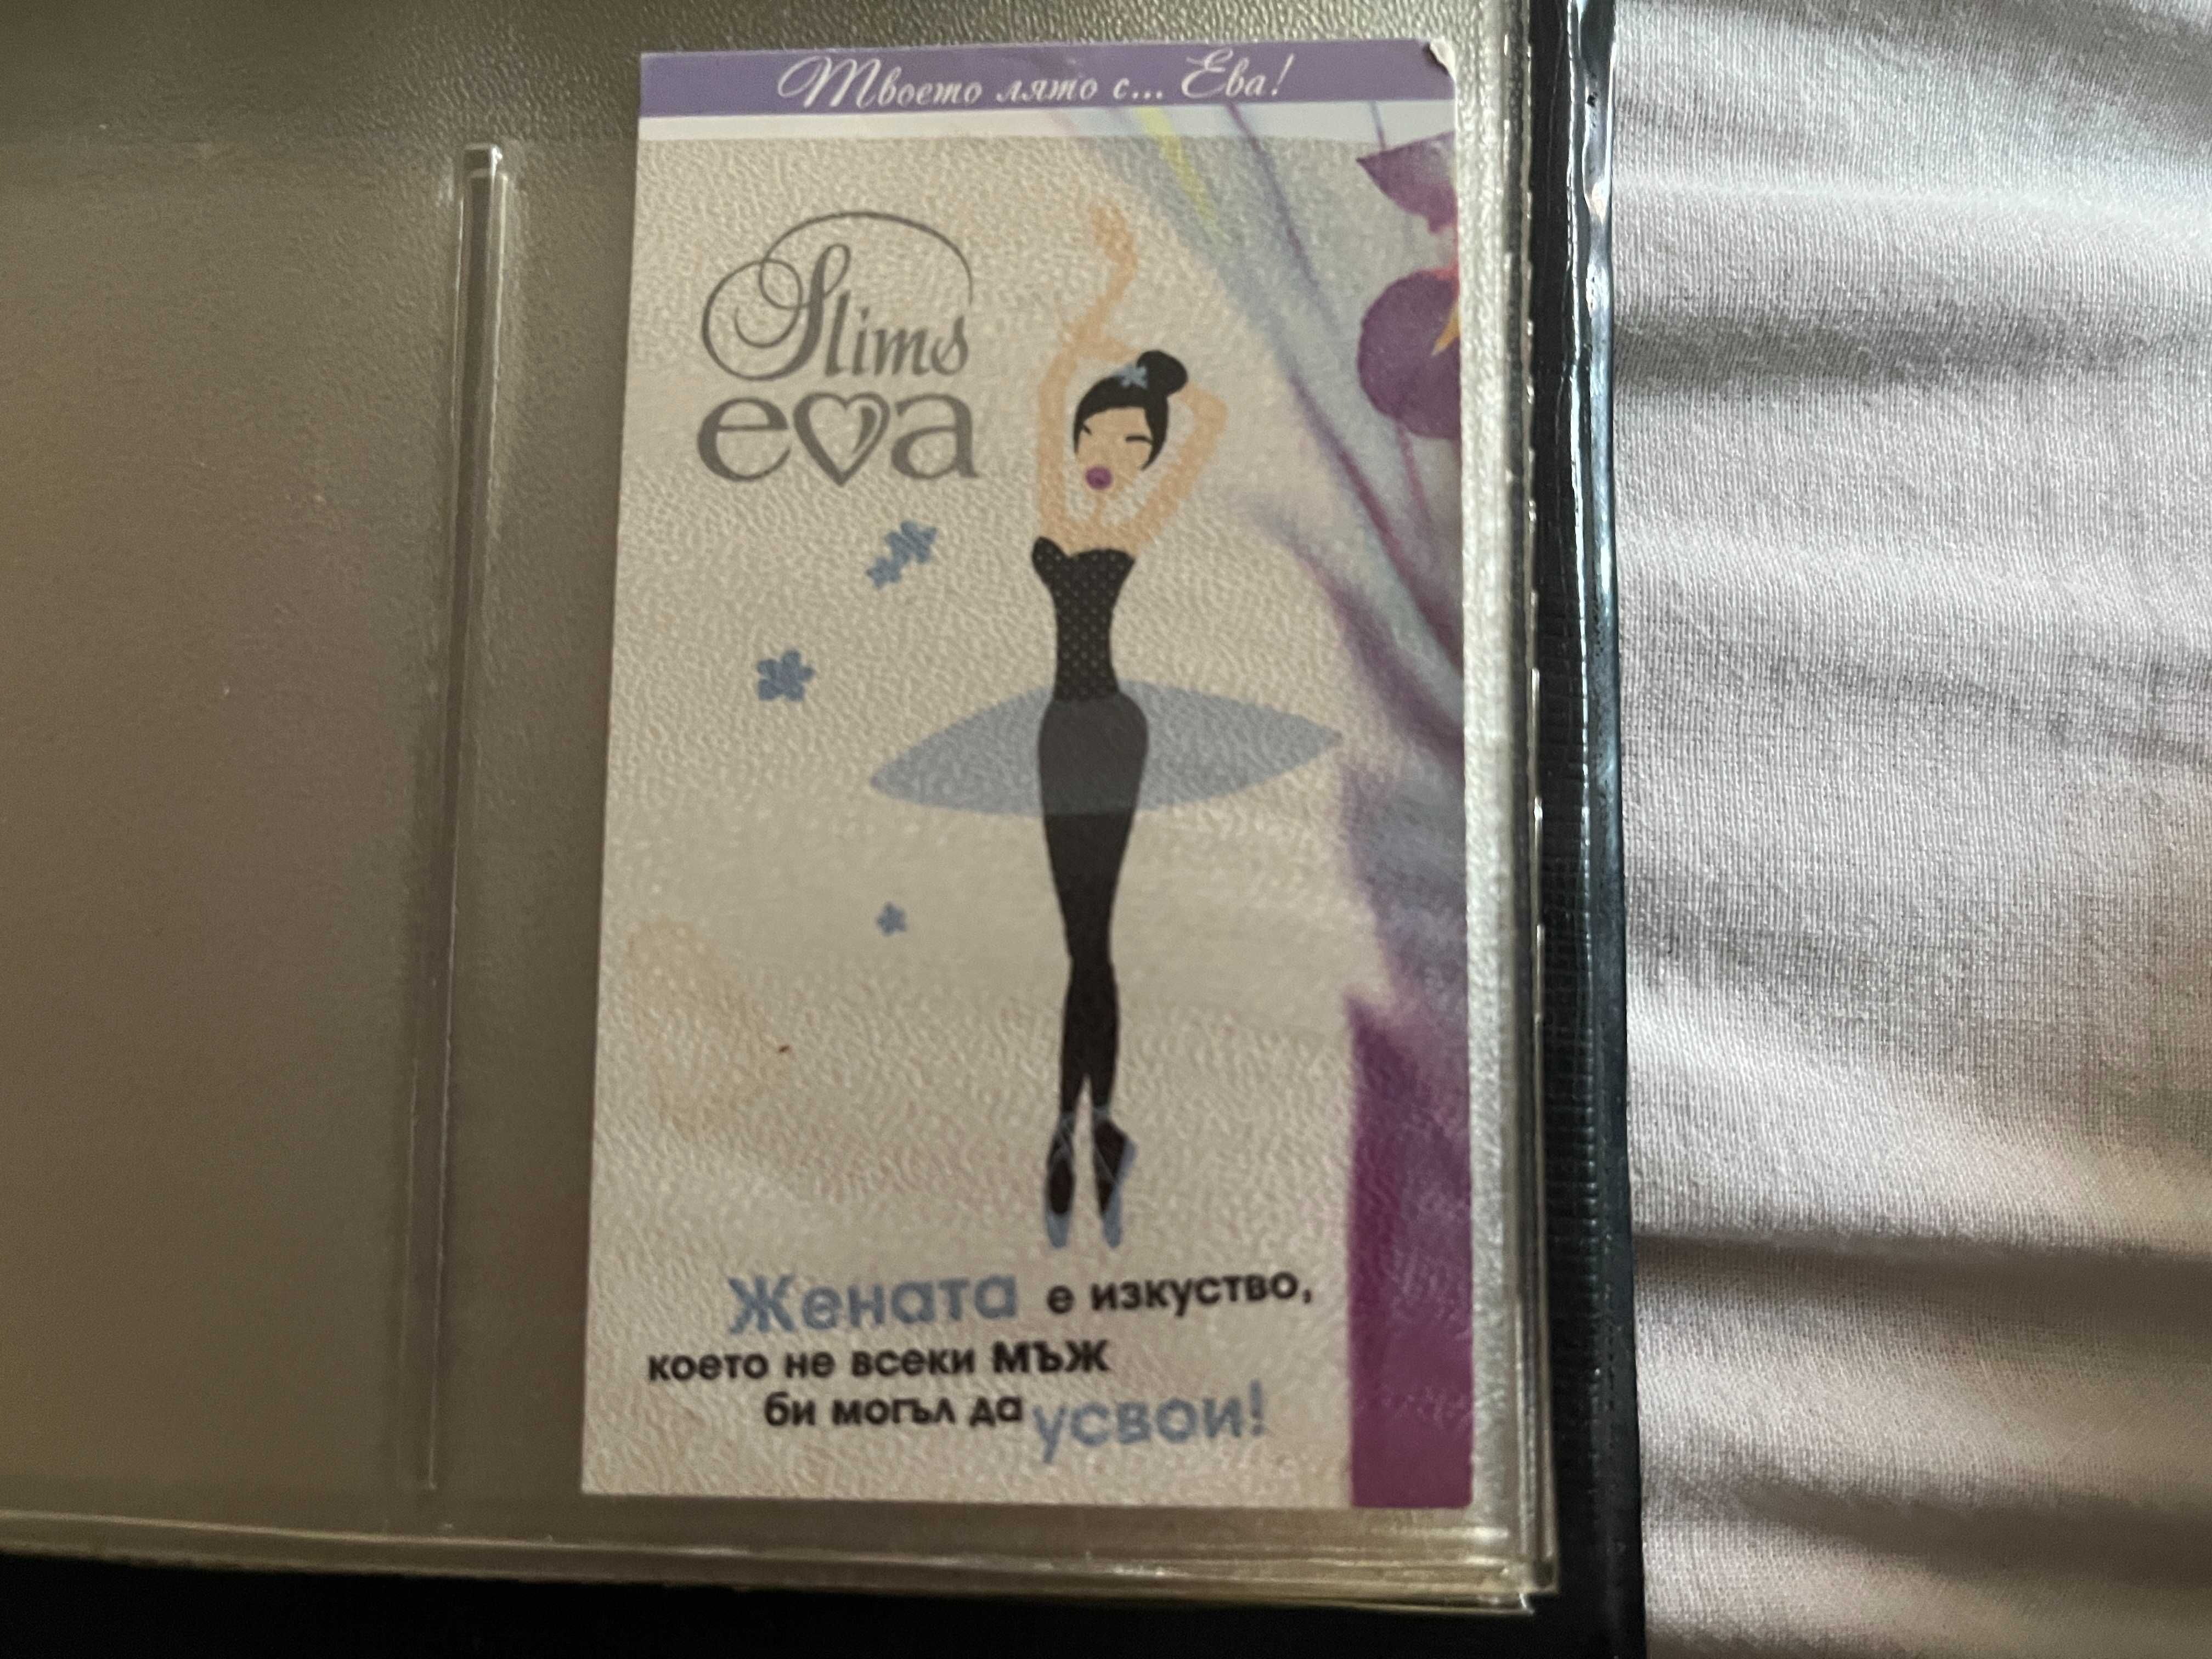 Твоето лято с... Ева!
Slims
eva
Жената е изкуство,
което не всеки МЪЖ
би могъл да усвои!